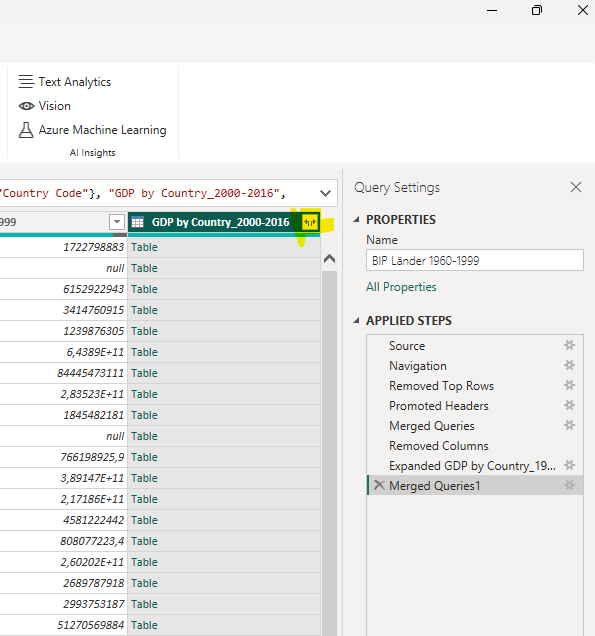 Text Analytics
Vision
Azure Machine Learning
AI Insights
"Country Code"}, "GDP by Country_2000-2016",
999
GDP by Country_2000-2016
1722798883 Table
null Table
6152922943 Table
3414760915 Table
1239876305 Table
6,4389E+11 Table
84445473111 Table
2,83523E+11 Table
1845482181 Table
null Table
766198925,9 Table
3,89147E+11 Table
2,17186E+11 Table
4581222442 Table
808077223,4 Table
2,60202E+11 Table
2689787918 Table
2993753187 Table
51270569884 Table
Query Settings
PROPERTIES
Name
BIP Länder 1960-1999
All Properties
APPLIED STEPS
Source
Navigation
Removed Top Rows
Promoted Headers
Merged Queries
Removed Columns
Expanded GDP by Country_19...
Merged Queries1